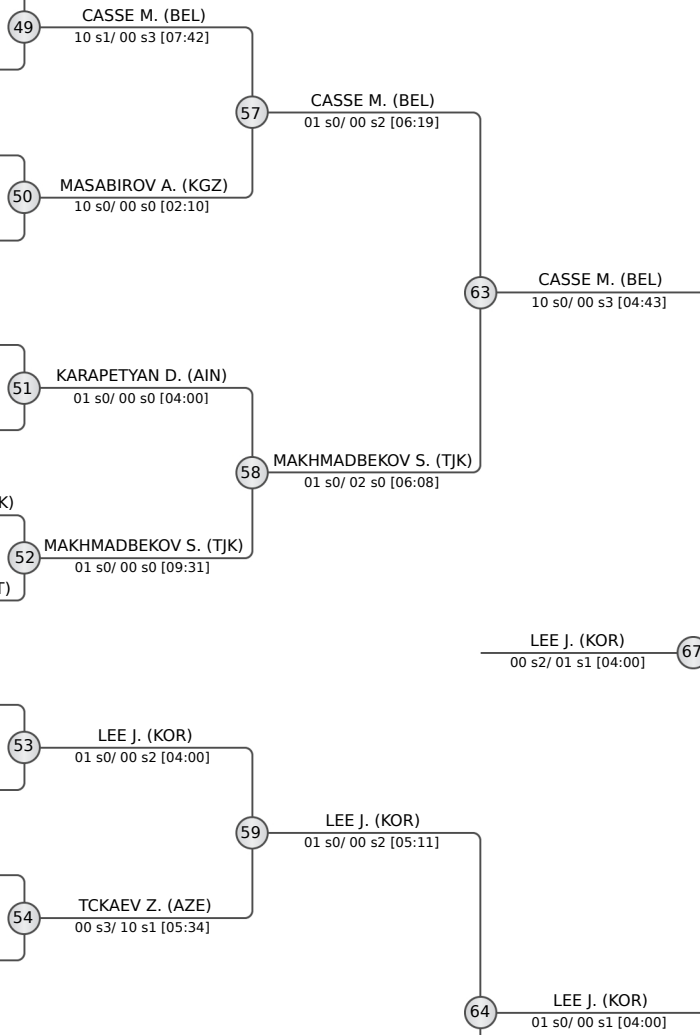 49
CASSE M. (BEL)
10 s1/ 00 s3 [07:42]
57
CASSE M. (BEL)
01 s0/ 00 s2 [06:19]
50
MASABIROV A. (KGZ)
10 s0/ 00 s0 [02:10]
63
CASSE M. (BEL)
10 s0/ 00 s3 [04:43]
51
KARAPETYAN D. (AIN)
01 s0/ 00 s0 [04:00]
58
MAKHMADBEKOV S. (TJK)
01 s0/ 02 s0 [06:08]
K)
52
MAKHMADBEKOV S. (TJK)
01 s0/ 00 s0 [09:31]
T)
LEE J. (KOR)
00 s2/ 01 s1 [04:00]
67
53
LEE J. (KOR)
01 s0/ 00 s2 [04:00]
59
LEE J. (KOR)
01 s0/ 00 s2 [05:11]
54
TCKAEV Z. (AZE)
00 s3/ 10 s1 [05:34]
64
LEE J. (KOR)
01 s0/ 00 s1 [04:00]